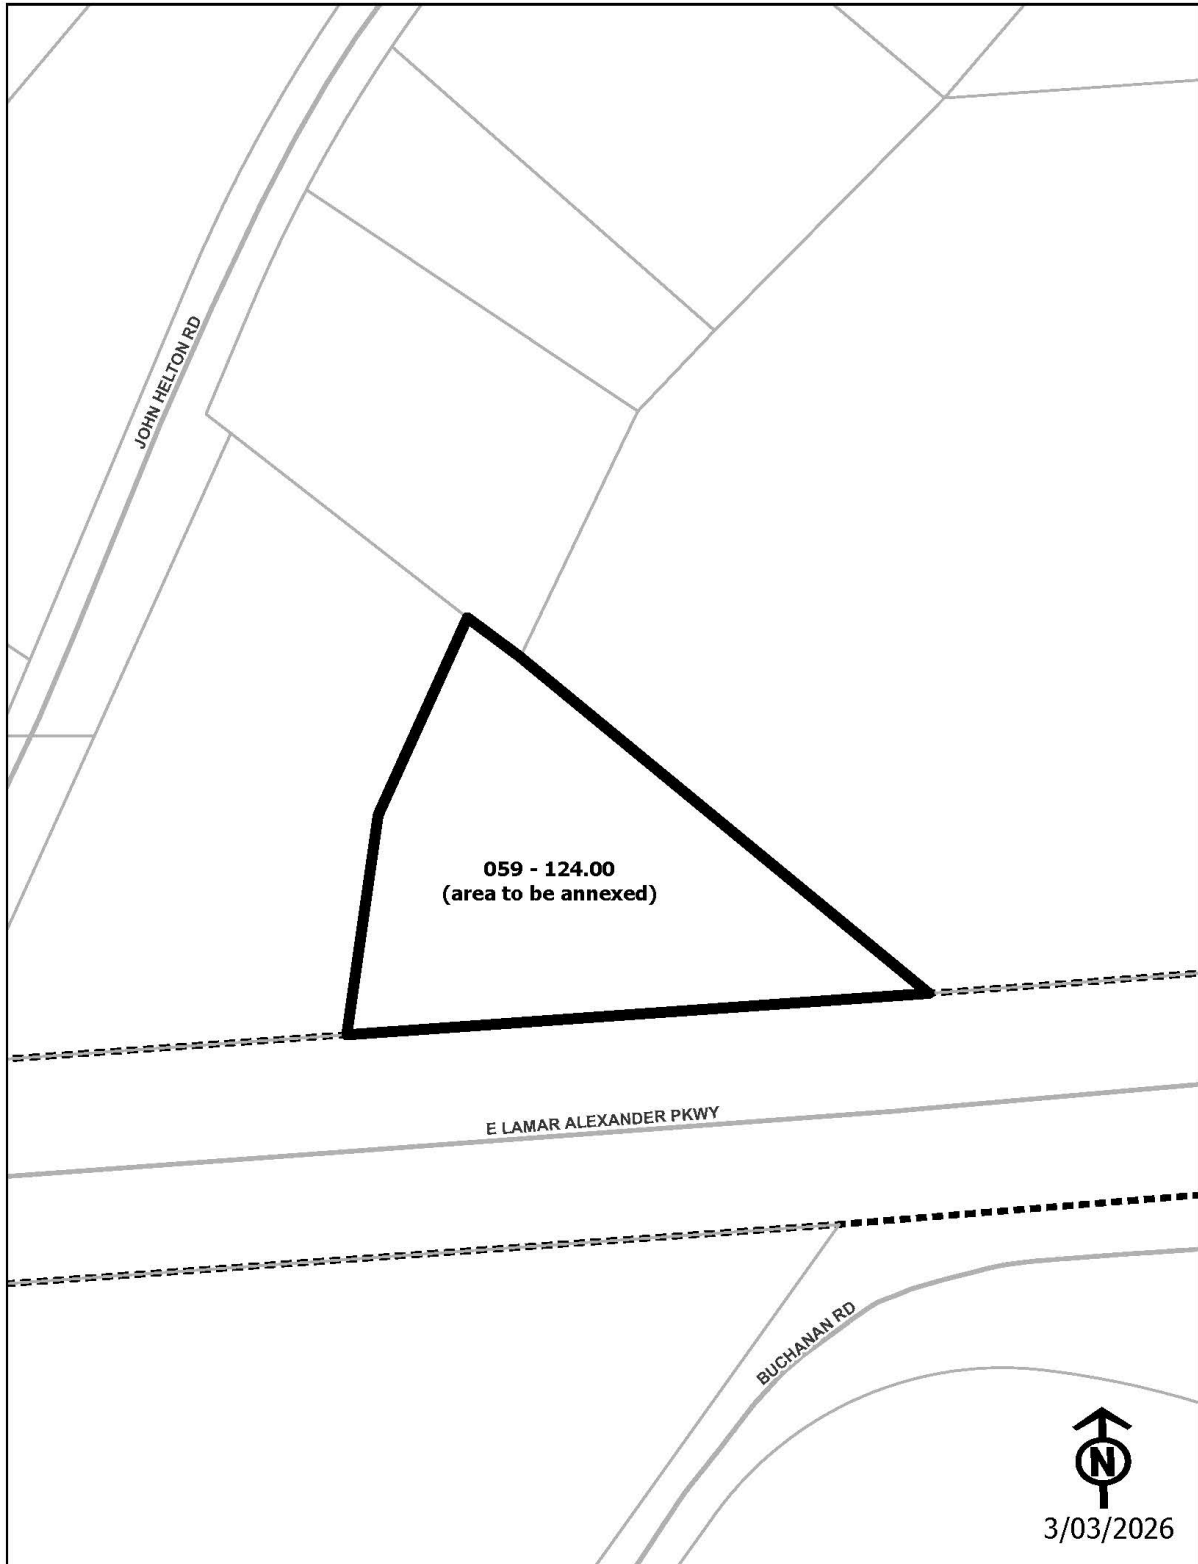 JOHN HELTON RD
059 - 124.00
(area to be annexed)
E LAMAR ALEXANDER PKWY
BUCHANAN RD
N
3/03/2026